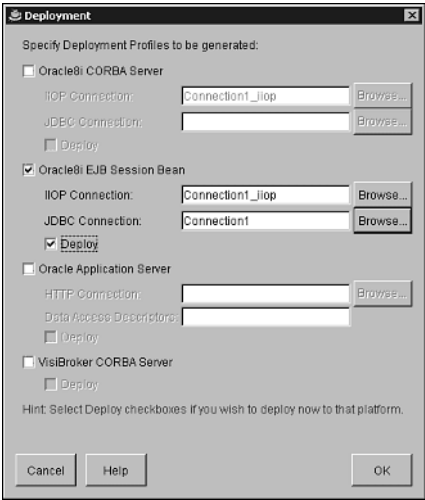 Deployment
Specify Deployment Profiles to be generated:
Oracle8i CORBA Server
IIOP Connection: Connection1_iiop Browse...
JDBC Connection: Browse...
Deploy
Oracle8i EJB Session Bean
IIOP Connection: Connection1_iiop Browse...
JDBC Connection: Connection1 Browse...
Deploy
Oracle Application Server
HTTP Connection: Browse...
Data Access Descriptors:
Deploy
VisiBroker CORBA Server
Deploy
Hint: Select Deploy checkboxes if you wish to deploy now to that platform.
Cancel Help OK